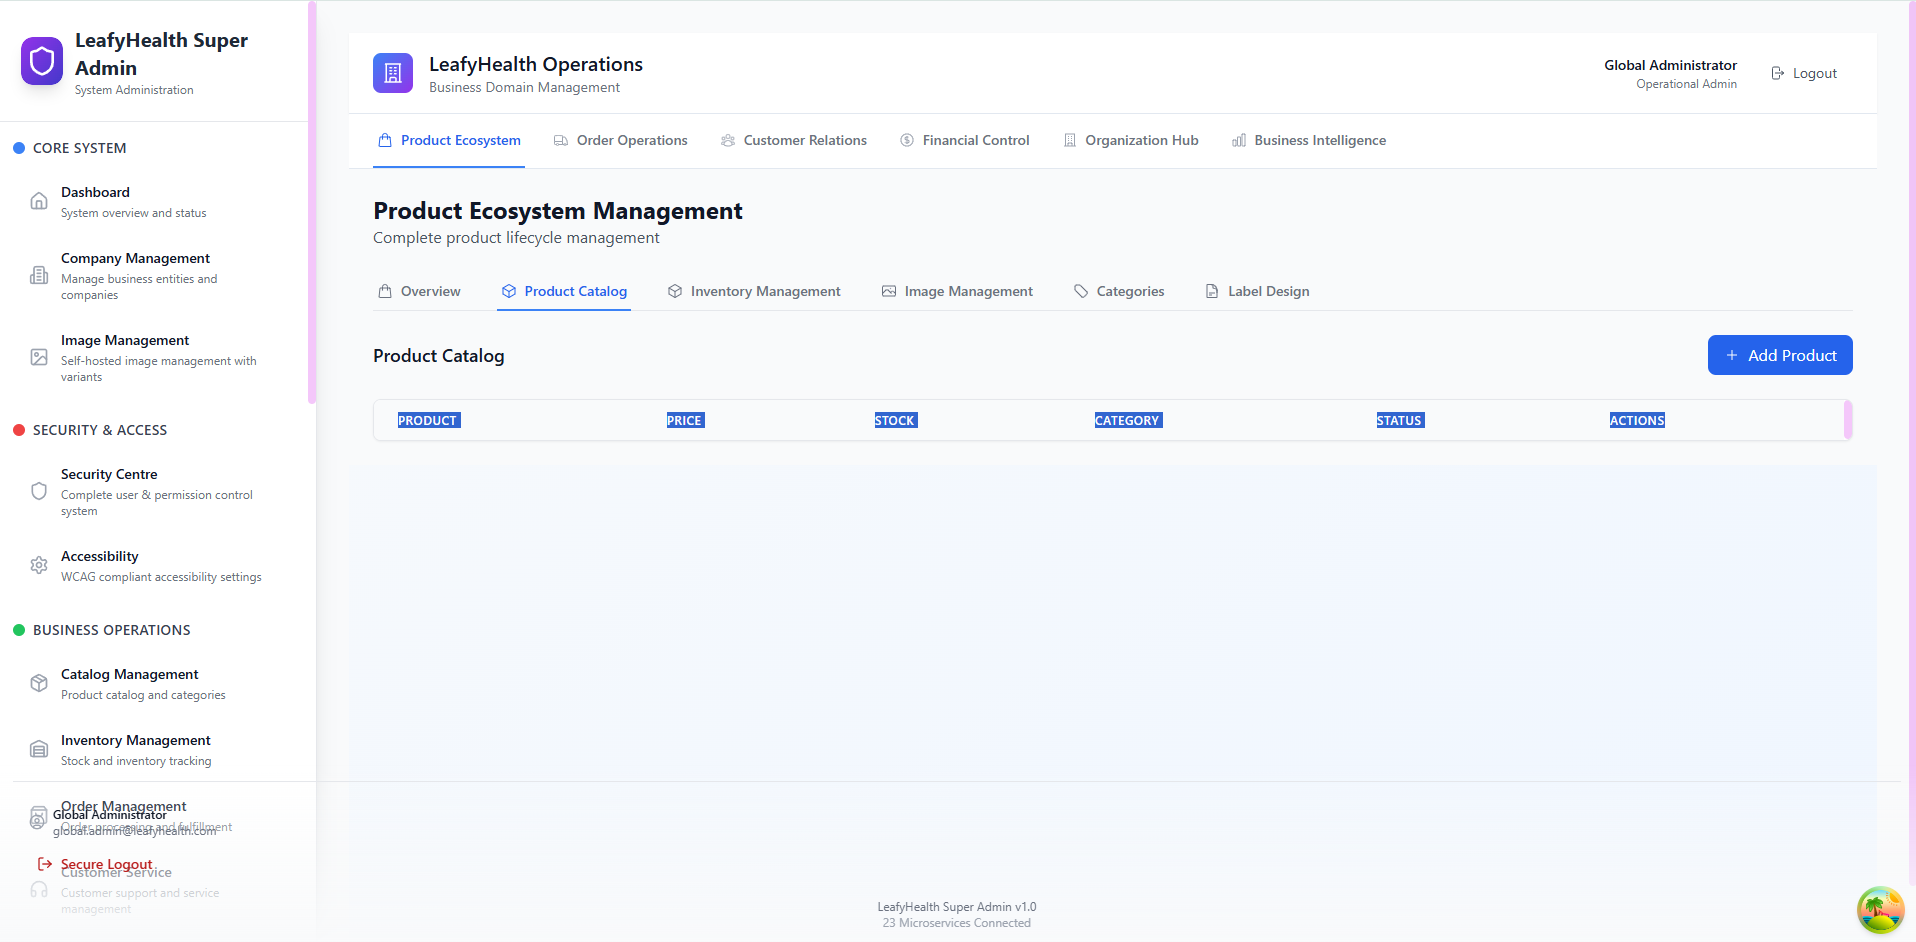 LeafyHealth Super
Admin
System Administration
CORE SYSTEM
Dashboard
System overview and status
Company Management
Manage business entities and
companies
Image Management
Self-hosted image management with
variants
SECURITY & ACCESS
Security Centre
Complete user & permission control
system
Accessibility
WCAG compliant accessibility settings
BUSINESS OPERATIONS
Catalog Management
Product catalog and categories
Inventory Management
Stock and inventory tracking
Order Management
Order processing and fulfillment
Global Administrator
global.admin@leafyhealth.com
Secure Logout
Customer Service
Customer support and service
management
LeafyHealth Operations
Business Domain Management
Global Administrator
Operational Admin
Logout
Product Ecosystem Order Operations Customer Relations Financial Control Organization Hub Business Intelligence
Product Ecosystem Management
Complete product lifecycle management
Overview Product Catalog Inventory Management Image Management Categories Label Design
Product Catalog
+ Add Product
PRODUCT PRICE STOCK CATEGORY STATUS ACTIONS
LeafyHealth Super Admin v1.0
23 Microservices Connected